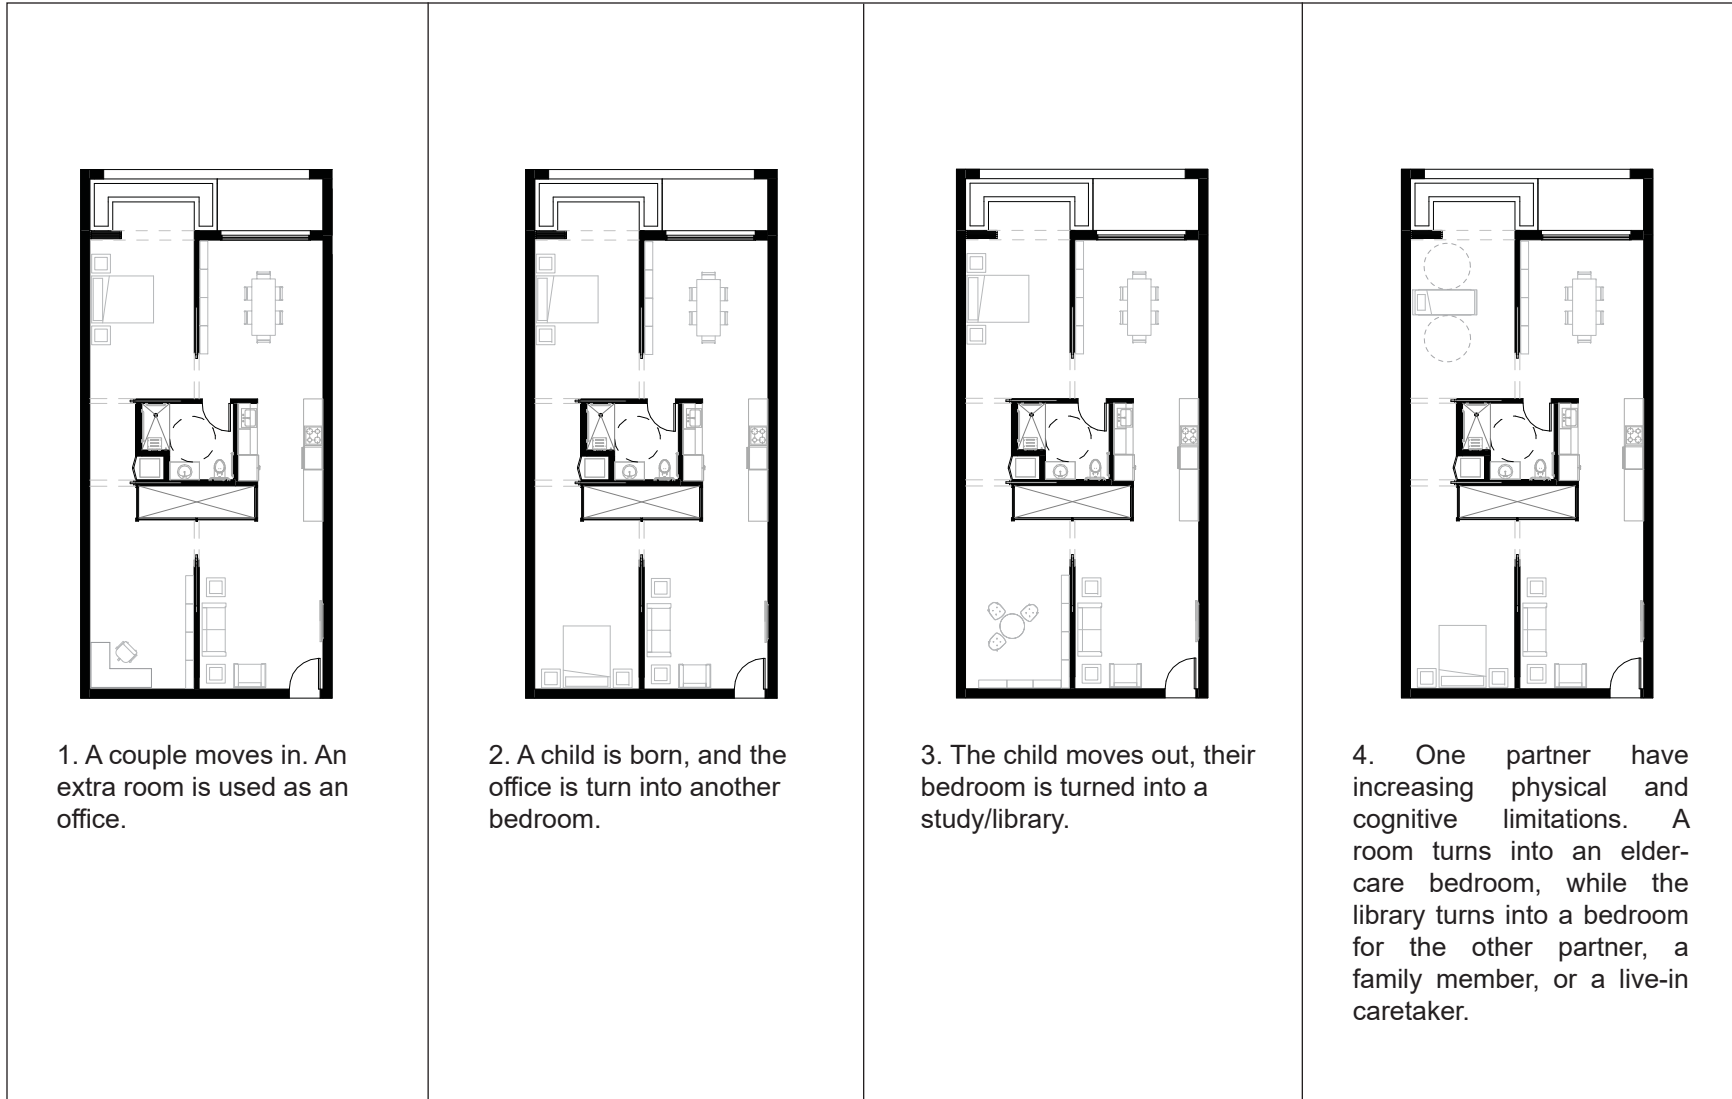 1. A couple moves in. An
extra room is used as an
office.
2. A child is born, and the
office is turn into another
bedroom.
3. The child moves out, their
bedroom is turned into a
study/library.
4. One partner have
increasing physical and
cognitive limitations. A
room turns into an elder-
care bedroom, while the
library turns into a bedroom
for the other partner, a
family member, or a live-in
caretaker.